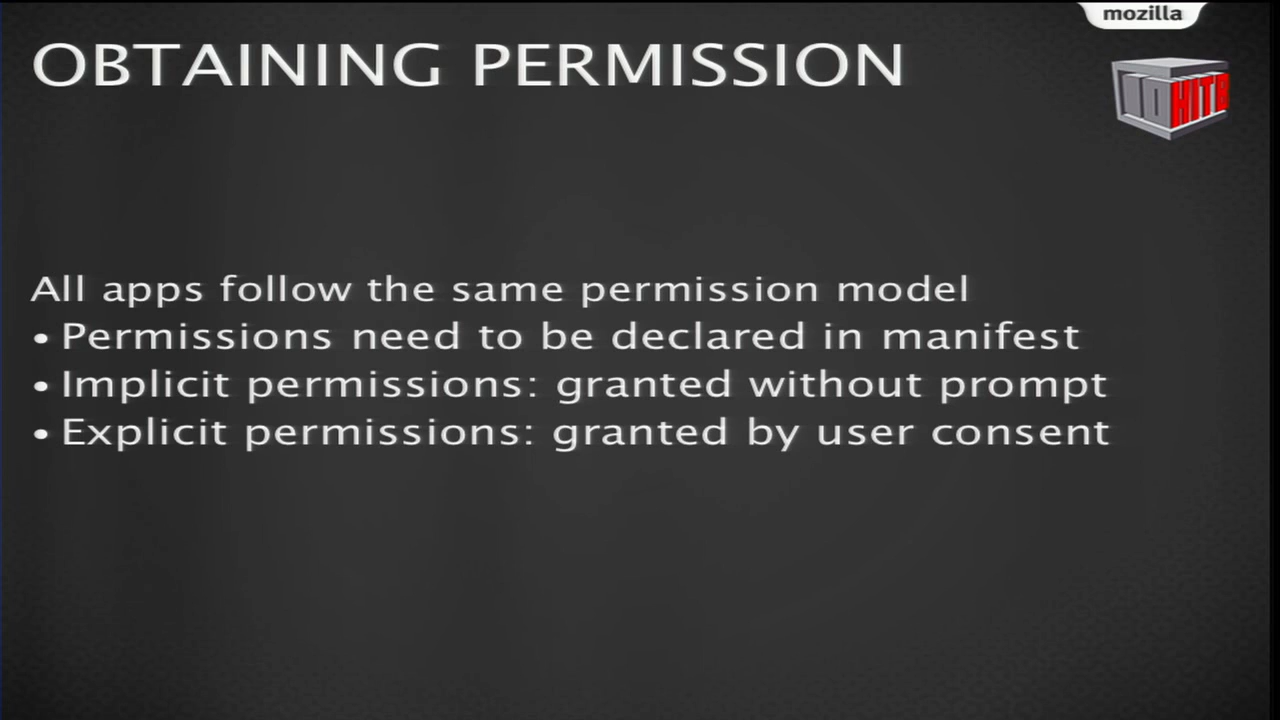 mozilla
OBTAINING PERMISSION
10 HITB
All apps follow the same permission model
• Permissions need to be declared in manifest
• Implicit permissions: granted without prompt
• Explicit permissions: granted by user consent